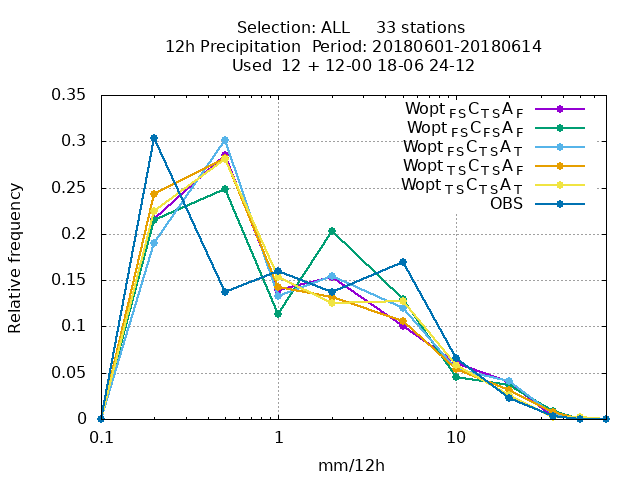 Selection: ALL 33 stations
12h Precipitation Period: 20180601-20180614
Used 12 + 12-00 18-06 24-12
Wopt FS C TS A F
Wopt FS C FS A F
Wopt FS C TS A T
Wopt TS C TS A F
Wopt TS C TS A T
OBS
Relative frequency
0.35
0.3
0.25
0.2
0.15
0.1
0.05
0
0.1 1 10
mm/12h